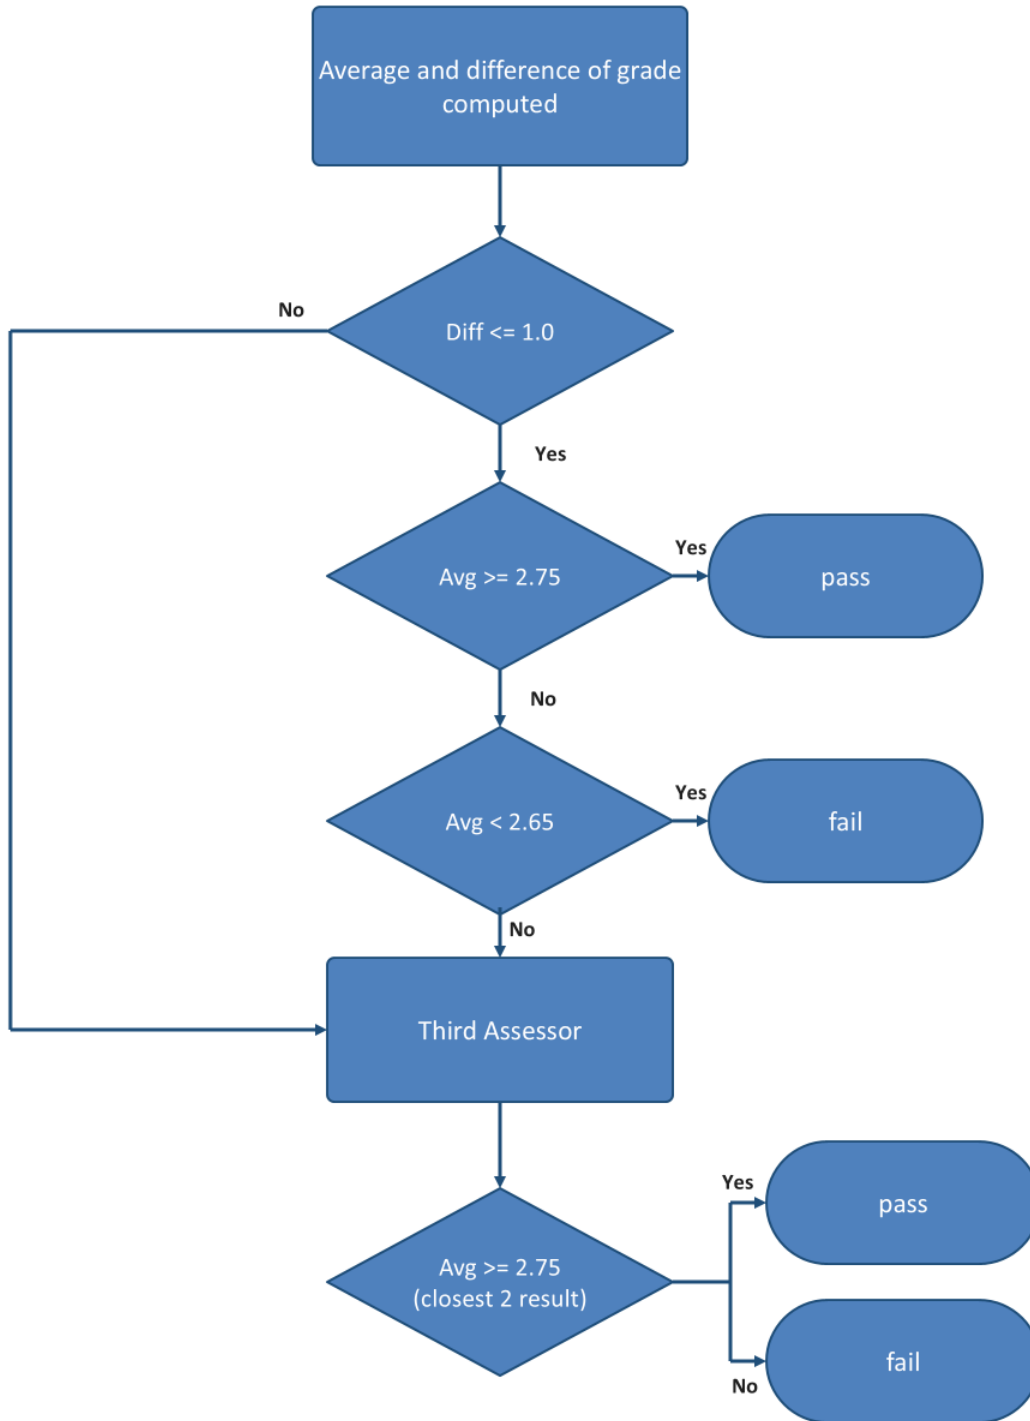 Average and difference of grade
computed
No
Diff <= 1.0
Yes
Avg >= 2.75
Yes
pass
No
Avg < 2.65
Yes
fail
No
Third Assessor
Avg >= 2.75
(closest 2 result)
Yes
pass
No
fail